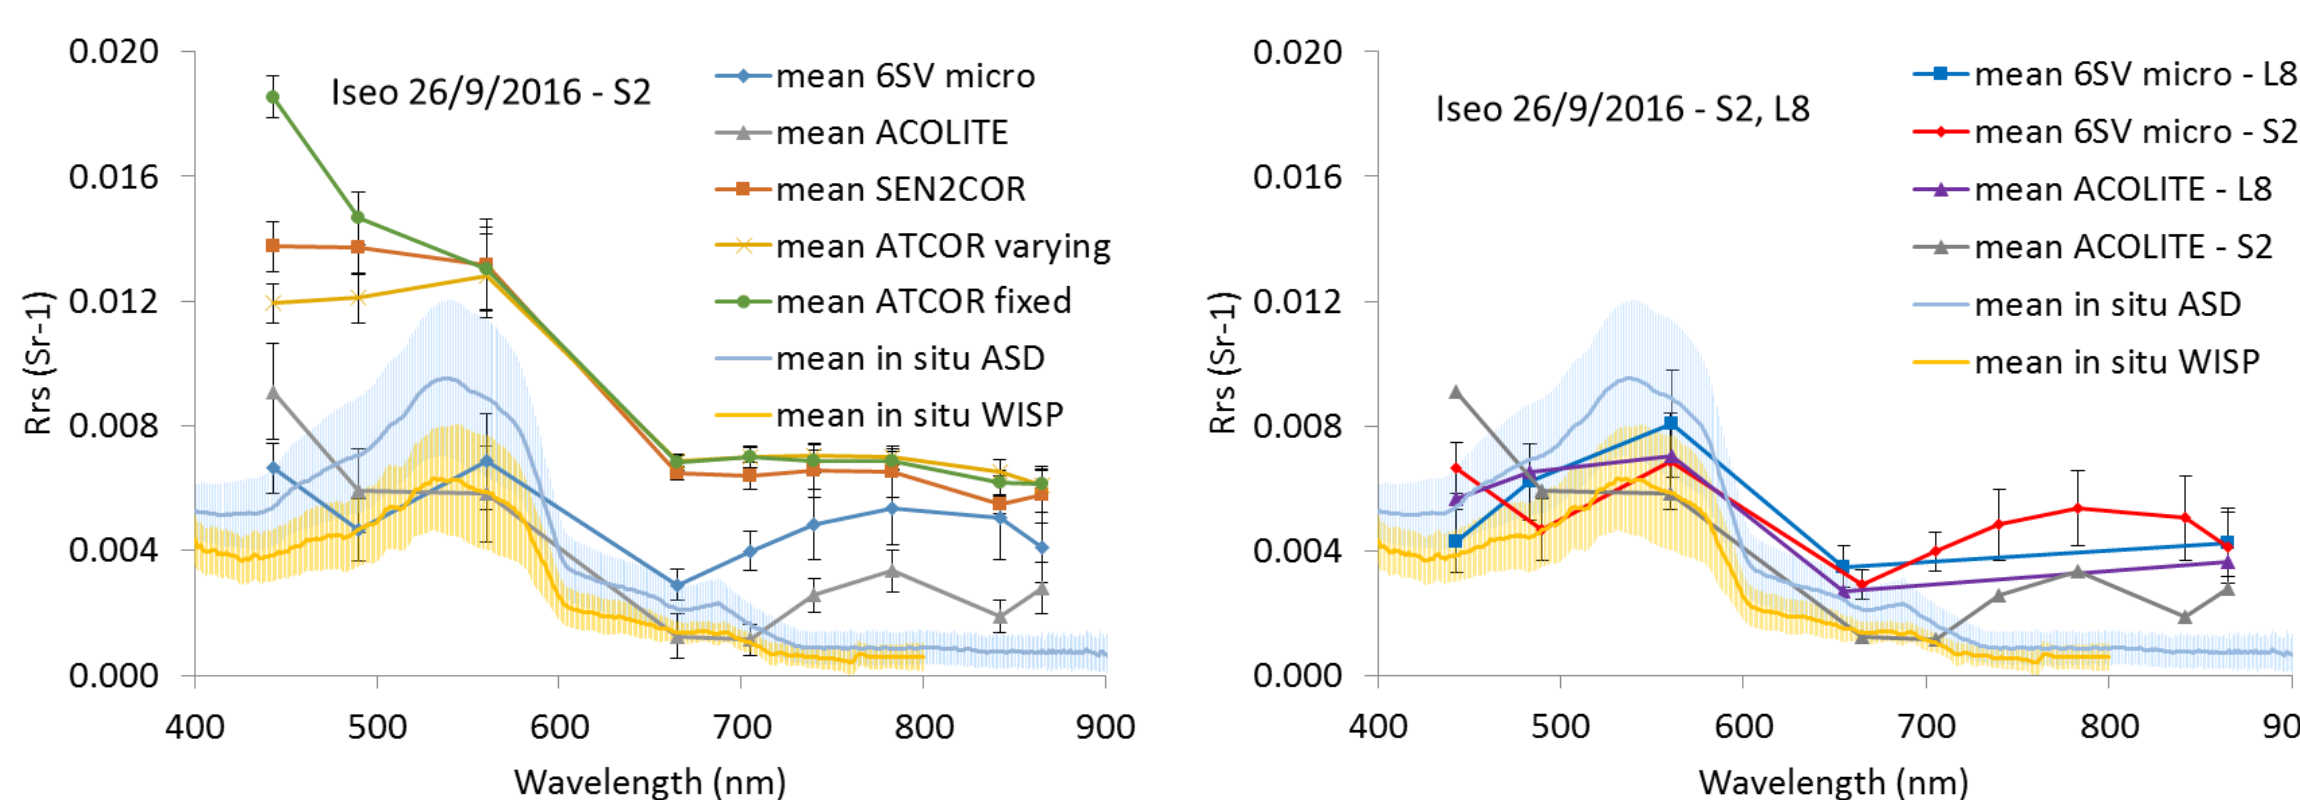 Iseo 26/9/2016 - S2
mean 6SV micro
mean ACOLITE
mean SEN2COR
mean ATCOR varying
mean ATCOR fixed
mean in situ ASD
mean in situ WISP
Rrs (Sr-1)
0.020
0.016
0.012
0.008
0.004
0.000
400 500 600 700 800 900
Wavelength (nm)
Iseo 26/9/2016 - S2, L8
mean 6SV micro - L8
mean 6SV micro - S2
mean ACOLITE - L8
mean ACOLITE - S2
mean in situ ASD
mean in situ WISP
Rrs (Sr-1)
0.020
0.016
0.012
0.008
0.004
0.000
400 500 600 700 800 90
Wavelength (nm)